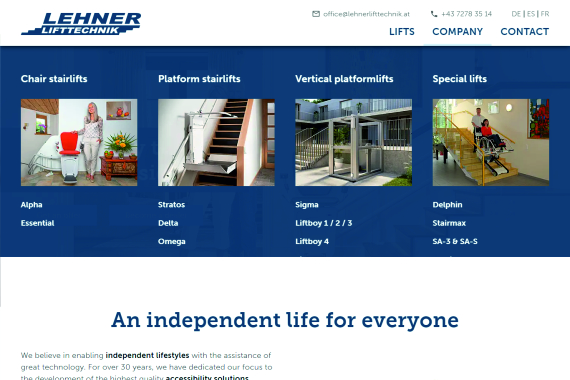 LEHNER
LIFTTECHNIK
office@lehnerlifttechnik.at +43 7278 35 14 DE | ES | FR
LIFTS COMPANY CONTACT
Chair stairlifts Platform stairlifts Vertical platformlifts Special lifts
Alpha Stratos Sigma Delphin
Essential Delta Liftboy 1 / 2 / 3 Stairmax
Omega Liftboy 4 SA-3 & SA-S
An independent life for everyone
We believe in enabling independent lifestyles with the assistance of
great technology. For over 30 years, we have dedicated our focus to
the development of the highest quality accessibility solutions.